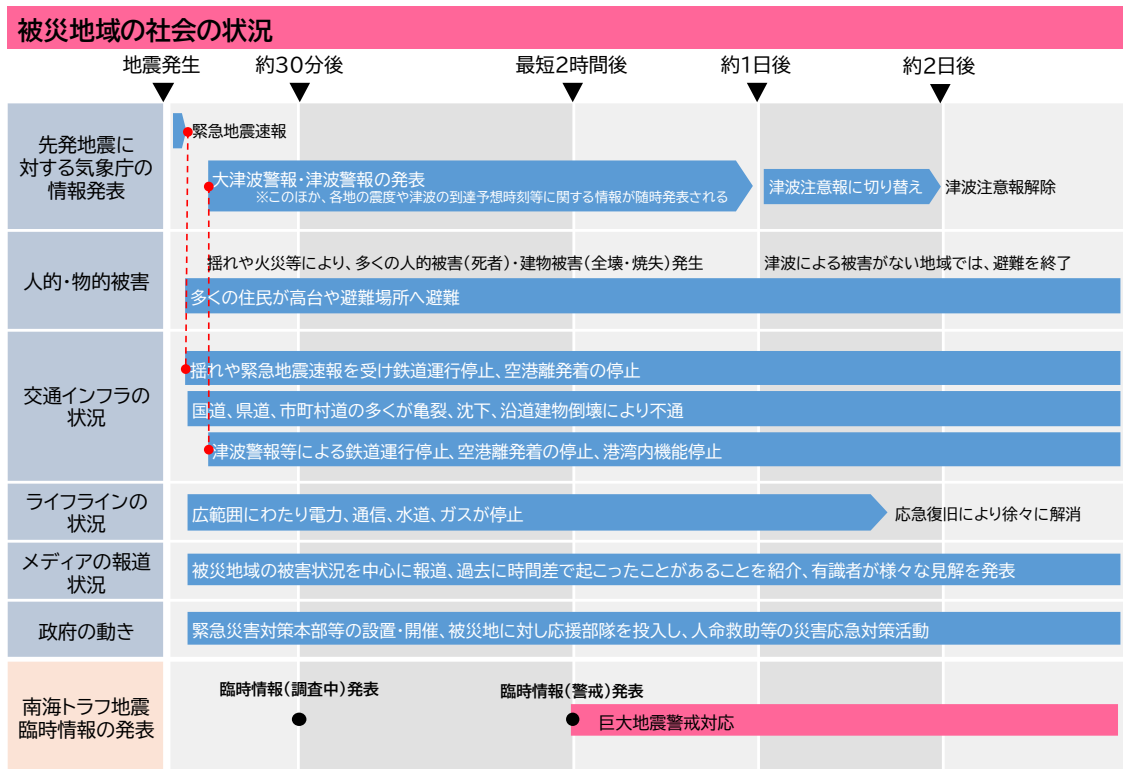 被災地域の社会の状況
地震発生
約30分後
最短2時間後
約1日後
約2日後
先発地震に
対する気象庁の
情報発表
緊急地震速報
大津波警報・津波警報の発表
※このほか、各地の震度や津波の到達予想時刻等に関する情報が随時発表される
津波注意報に切り替え
津波注意報解除
人的・物的被害
揺れや火災等により、多くの人的被害(死者)・建物被害(全壊・焼失)発生
津波による被害がない地域では、避難を終了
多くの住民が高台や避難場所へ避難
交通インフラの
状況
揺れや緊急地震速報を受け鉄道運行停止、空港離発着の停止
国道、県道、市町村道の多くが亀裂、沈下、沿道建物倒壊により不通
津波警報等による鉄道運行停止、空港離発着の停止、港湾内機能停止
ライフラインの
状況
広範囲にわたり電力、通信、水道、ガスが停止
応急復旧により徐々に解消
メディアの報道
状況
被災地域の被害状況を中心に報道、過去に時間差で起こったことがあることを紹介、有識者が様々な見解を発表
政府の動き
緊急災害対策本部等の設置・開催、被災地に対し応援部隊を投入し、人命救助等の災害応急対策活動
南海トラフ地震
臨時情報の発表
臨時情報(調査中)発表
臨時情報(警戒)発表
巨大地震警戒対応